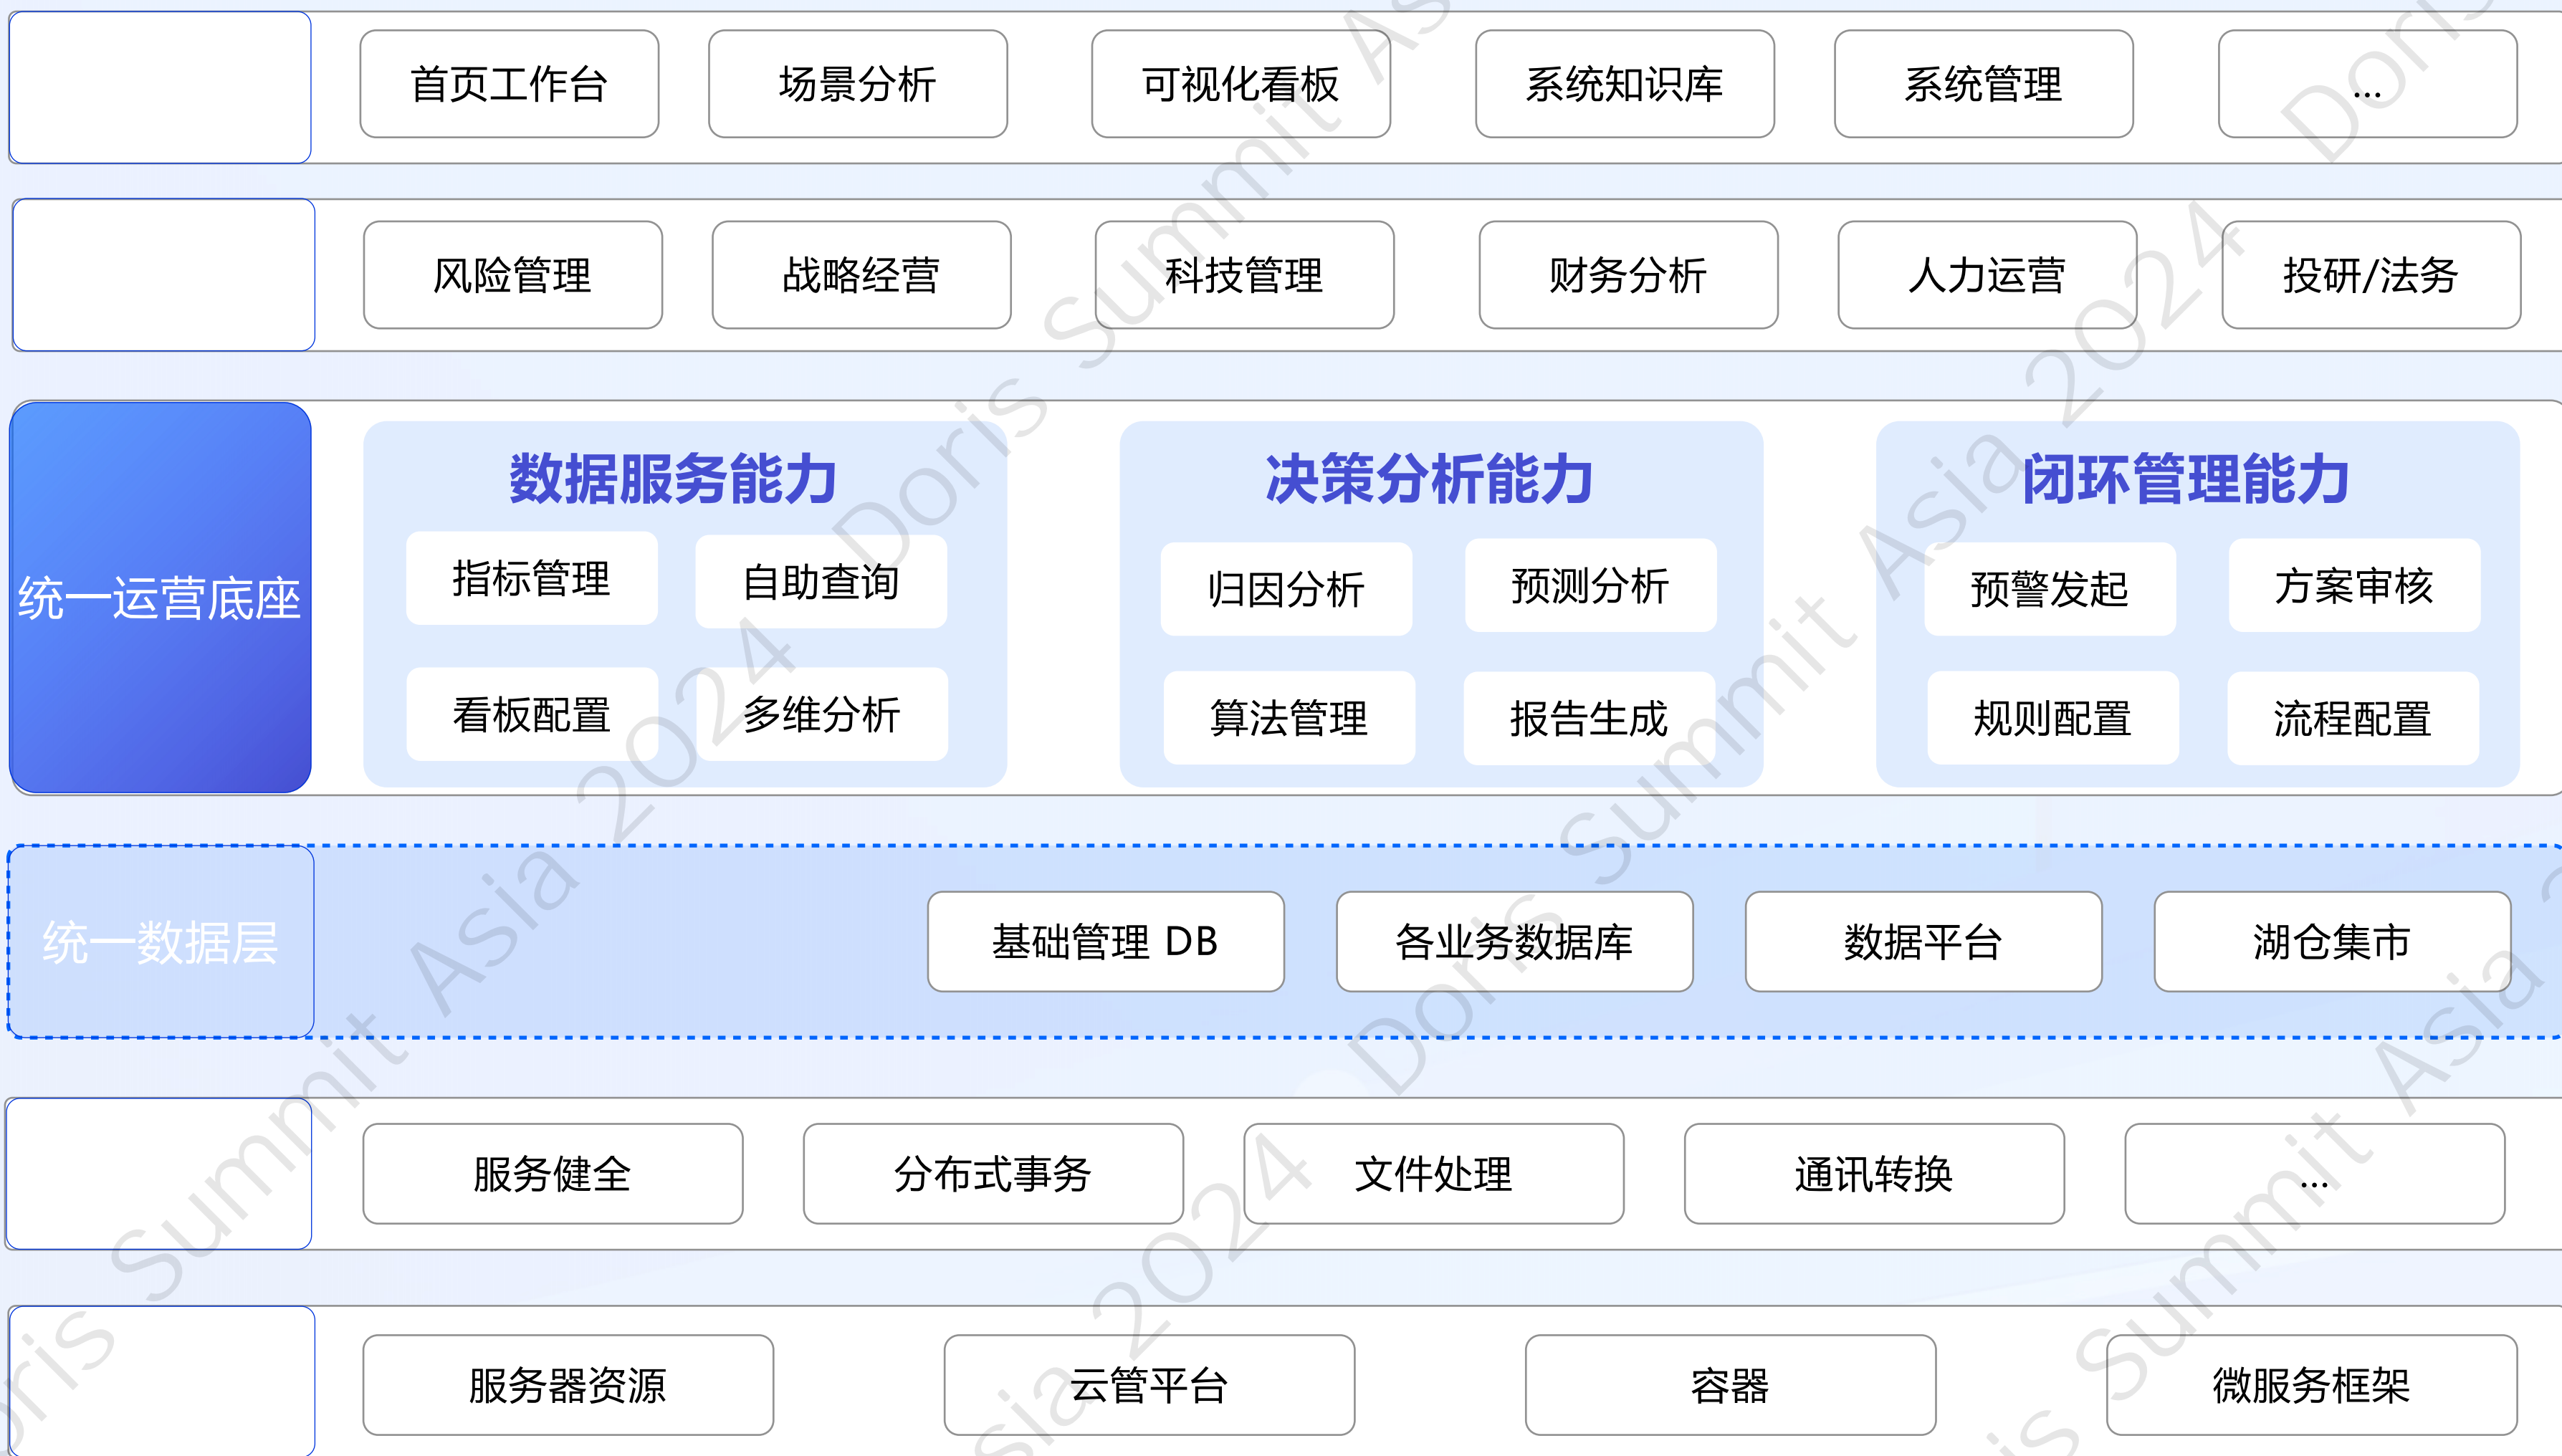 首页工作台 场景分析 可视化看板 系统知识库 系统管理 ...
风险管理 战略经营 科技管理 财务分析 人力运营 投研/法务
统一运营底座
数据服务能力 决策分析能力 闭环管理能力
指标管理 自助查询 归因分析 预测分析 预警发起 方案审核
看板配置 多维分析 算法管理 报告生成 规则配置 流程配置
统一数据层 基础管理 DB 各业务数据库 数据平台 湖仓集市
服务健全 分布式事务 文件处理 通讯转换 ...
服务器资源 云管平台 容器 微服务框架
Doris Summit Asia 2024
Doris Summit Asia 2024
Doris Summit Asia 2024